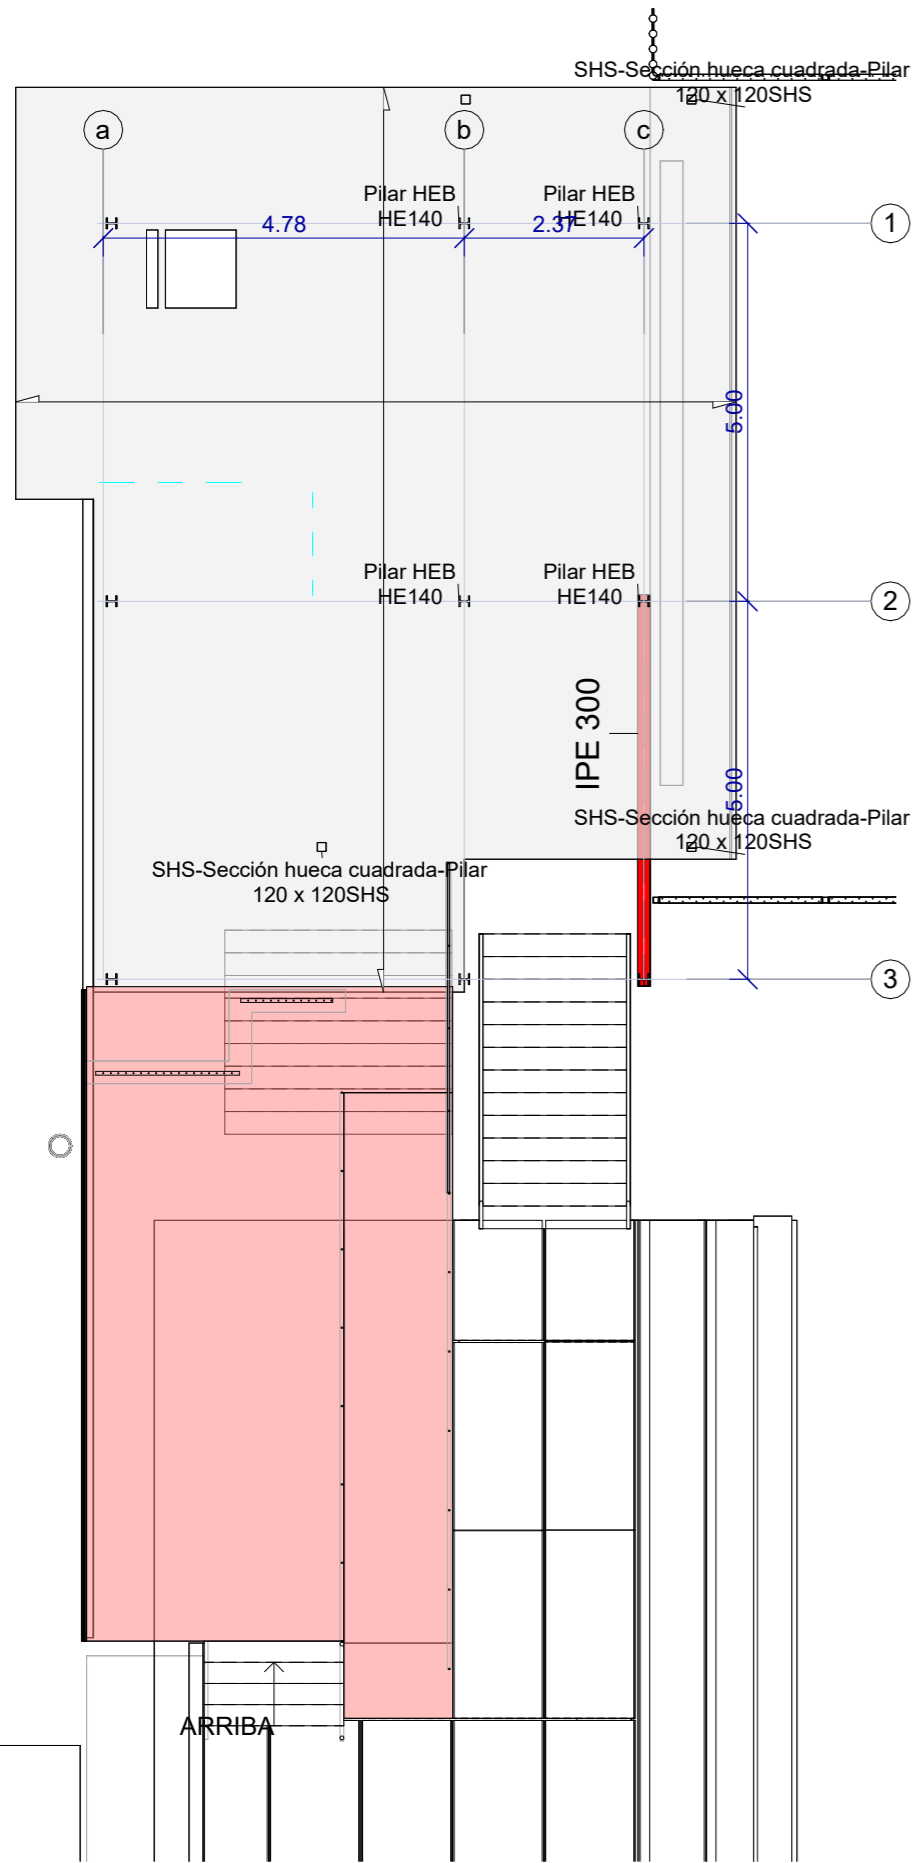 SHS-Sección hueca cuadrada-Pilar
120 x 120SHS
a
b
c
Pilar HEB
HE140
Pilar HEB
HE140
1
4.78
2.37
5.00
Pilar HEB
HE140
Pilar HEB
HE140
2
IPE 300
5.00
SHS-Sección hueca cuadrada-Pilar
120 x 120SHS
SHS-Sección hueca cuadrada-Pilar
120 x 120SHS
3
ARRIBA